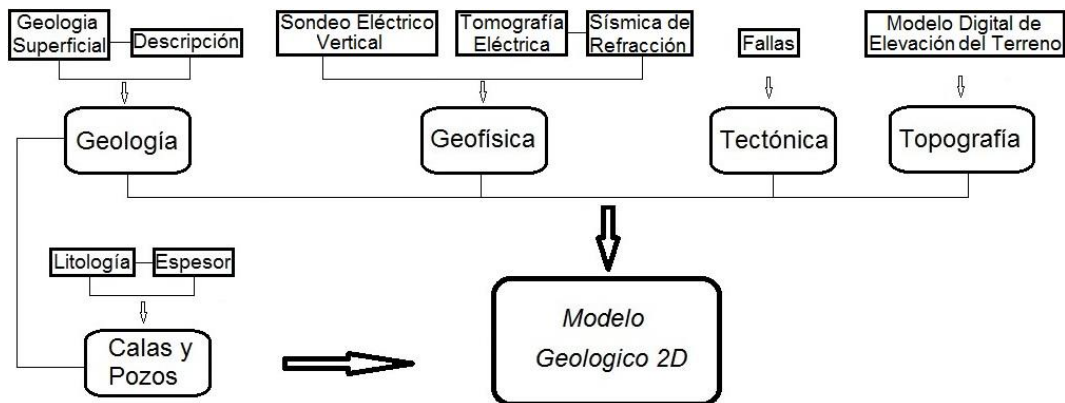 Geologia
Superficial
Descripción
Sondeo Eléctrico
Vertical
Tomografía
Eléctrica
Sísmica de
Refracción
Fallas
Modelo Digital de
Elevación del Terreno
Geología
Geofísica
Tectónica
Topografía
Litología
Espesor
Calas y
Pozos
Modelo
Geologico 2D